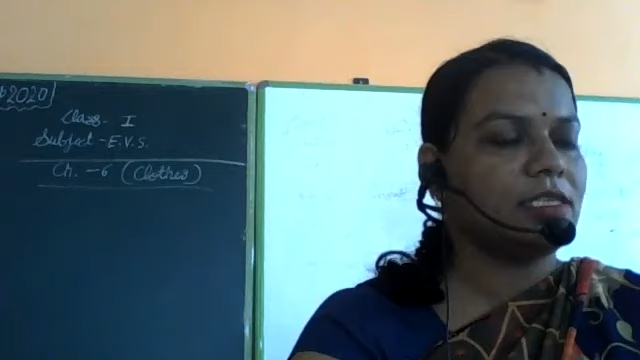 2020
Class - I
Subject - E.V.S.
Ch. - 6 (Clothes)